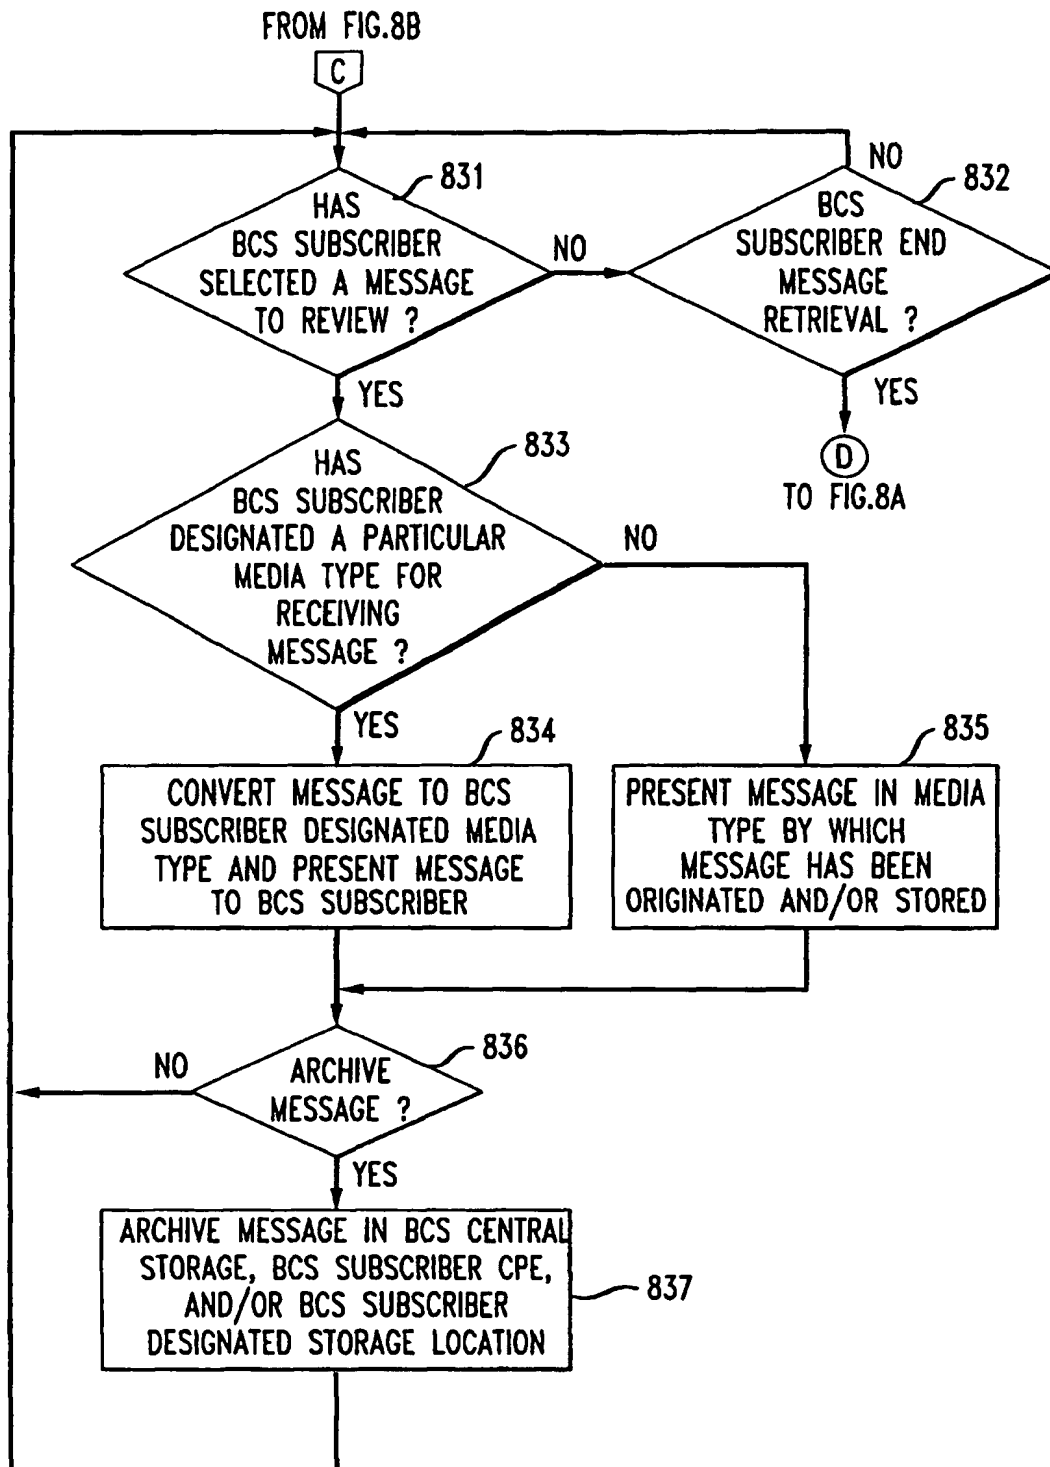 FROM FIG.8B
C
831
HAS
BCS SUBSCRIBER
SELECTED A MESSAGE
TO REVIEW ?
NO
YES
832
NO
BCS
SUBSCRIBER END
MESSAGE
RETRIEVAL ?
YES
D
TO FIG.8A
833
HAS
BCS SUBSCRIBER
DESIGNATED A PARTICULAR
MEDIA TYPE FOR
RECEIVING
MESSAGE ?
NO
YES
834
CONVERT MESSAGE TO BCS
SUBSCRIBER DESIGNATED MEDIA
TYPE AND PRESENT MESSAGE
TO BCS SUBSCRIBER
835
PRESENT MESSAGE IN MEDIA
TYPE BY WHICH
MESSAGE HAS BEEN
ORIGINATED AND/OR STORED
836
NO
ARCHIVE
MESSAGE ?
YES
ARCHIVE MESSAGE IN BCS CENTRAL
STORAGE, BCS SUBSCRIBER CPE,
AND/OR BCS SUBSCRIBER
DESIGNATED STORAGE LOCATION
837